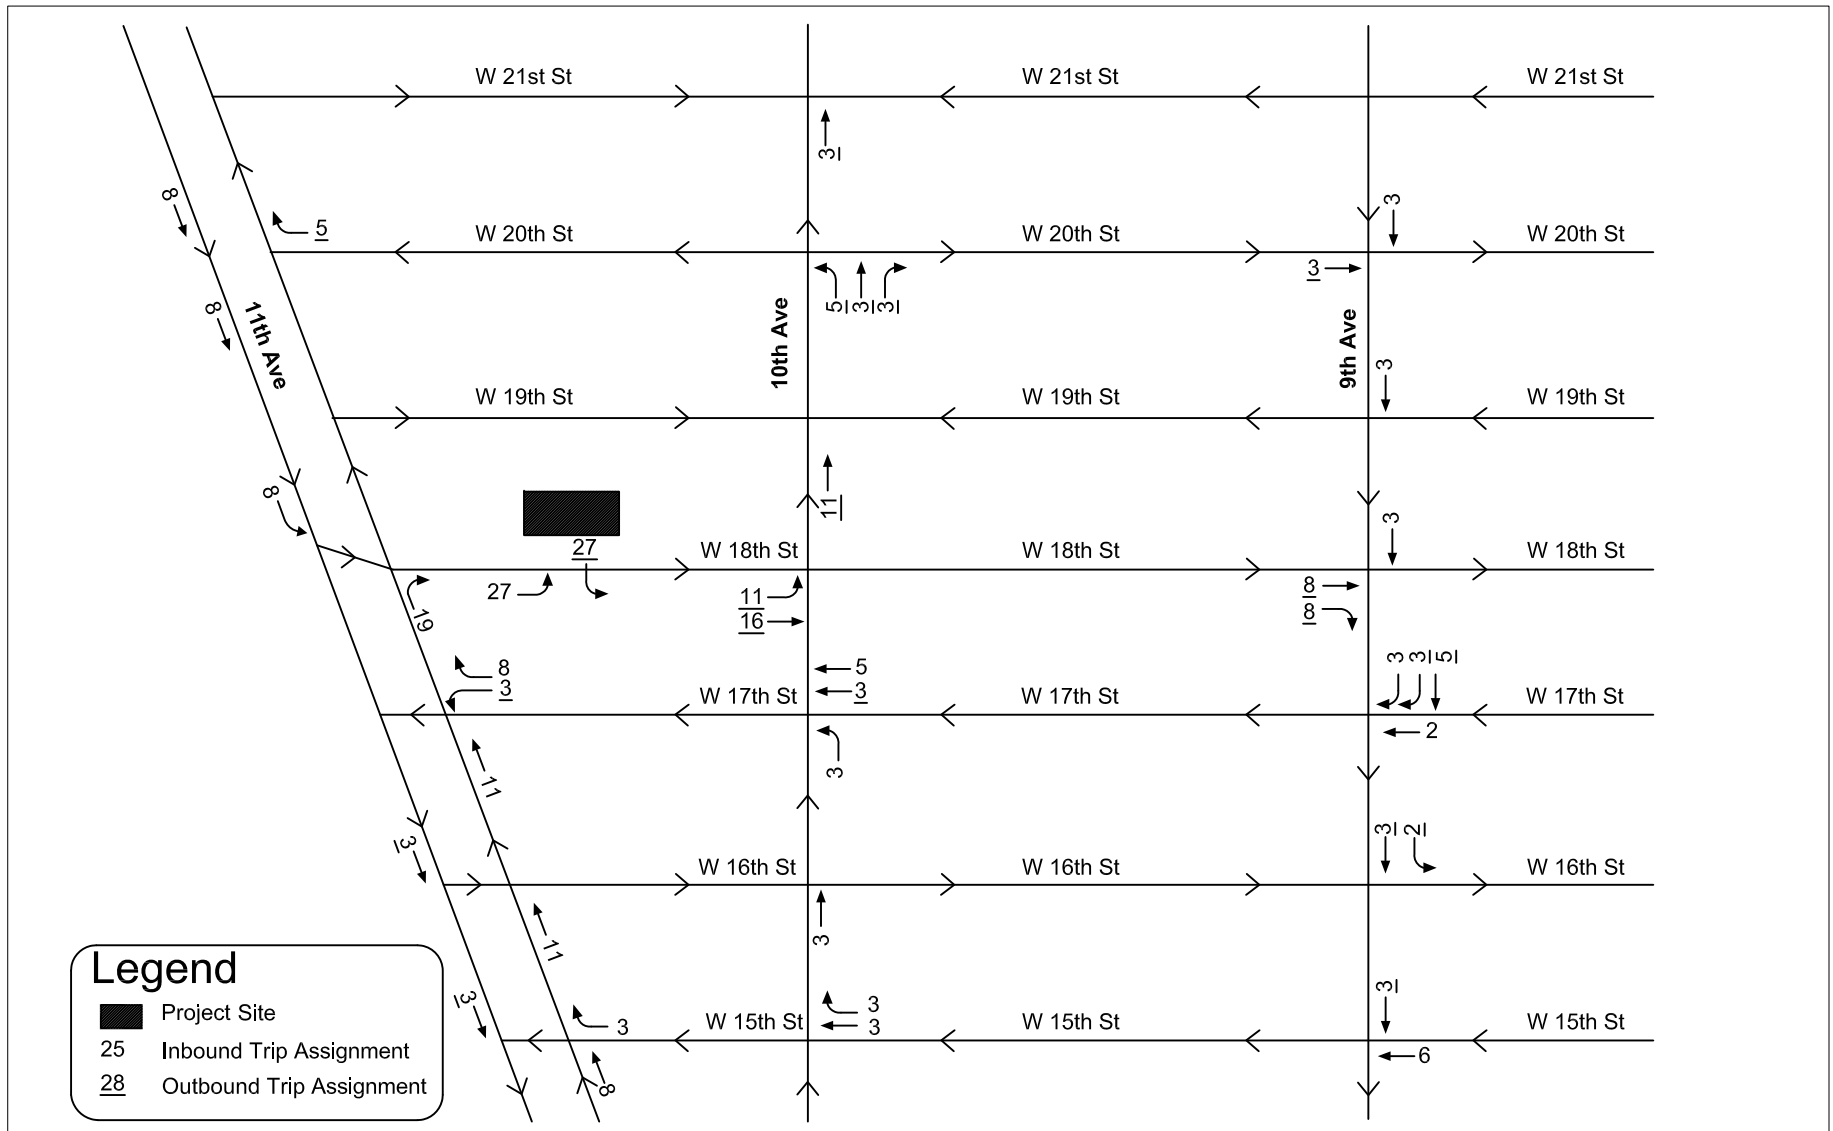 W 21st St
W 21st St
W 21st St
3
8
3
5
W 20th St
W 20th St
W 20th St
3
5
3
3
8
11th Ave
10th Ave
9th Ave
3
W 19th St
W 19th St
W 19th St
8
11
3
27
W 18th St
W 18th St
W 18th St
27
11
16
8
8
19
8
3
5
3
3
3
5
W 17th St
W 17th St
W 17th St
2
3
11
3
3
2
W 16th St
W 16th St
W 16th St
3
11
3
3
3
3
3
W 15th St
W 15th St
W 15th St
6
8
Legend
Project Site
25 Inbound Trip Assignment
28 Outbound Trip Assignment